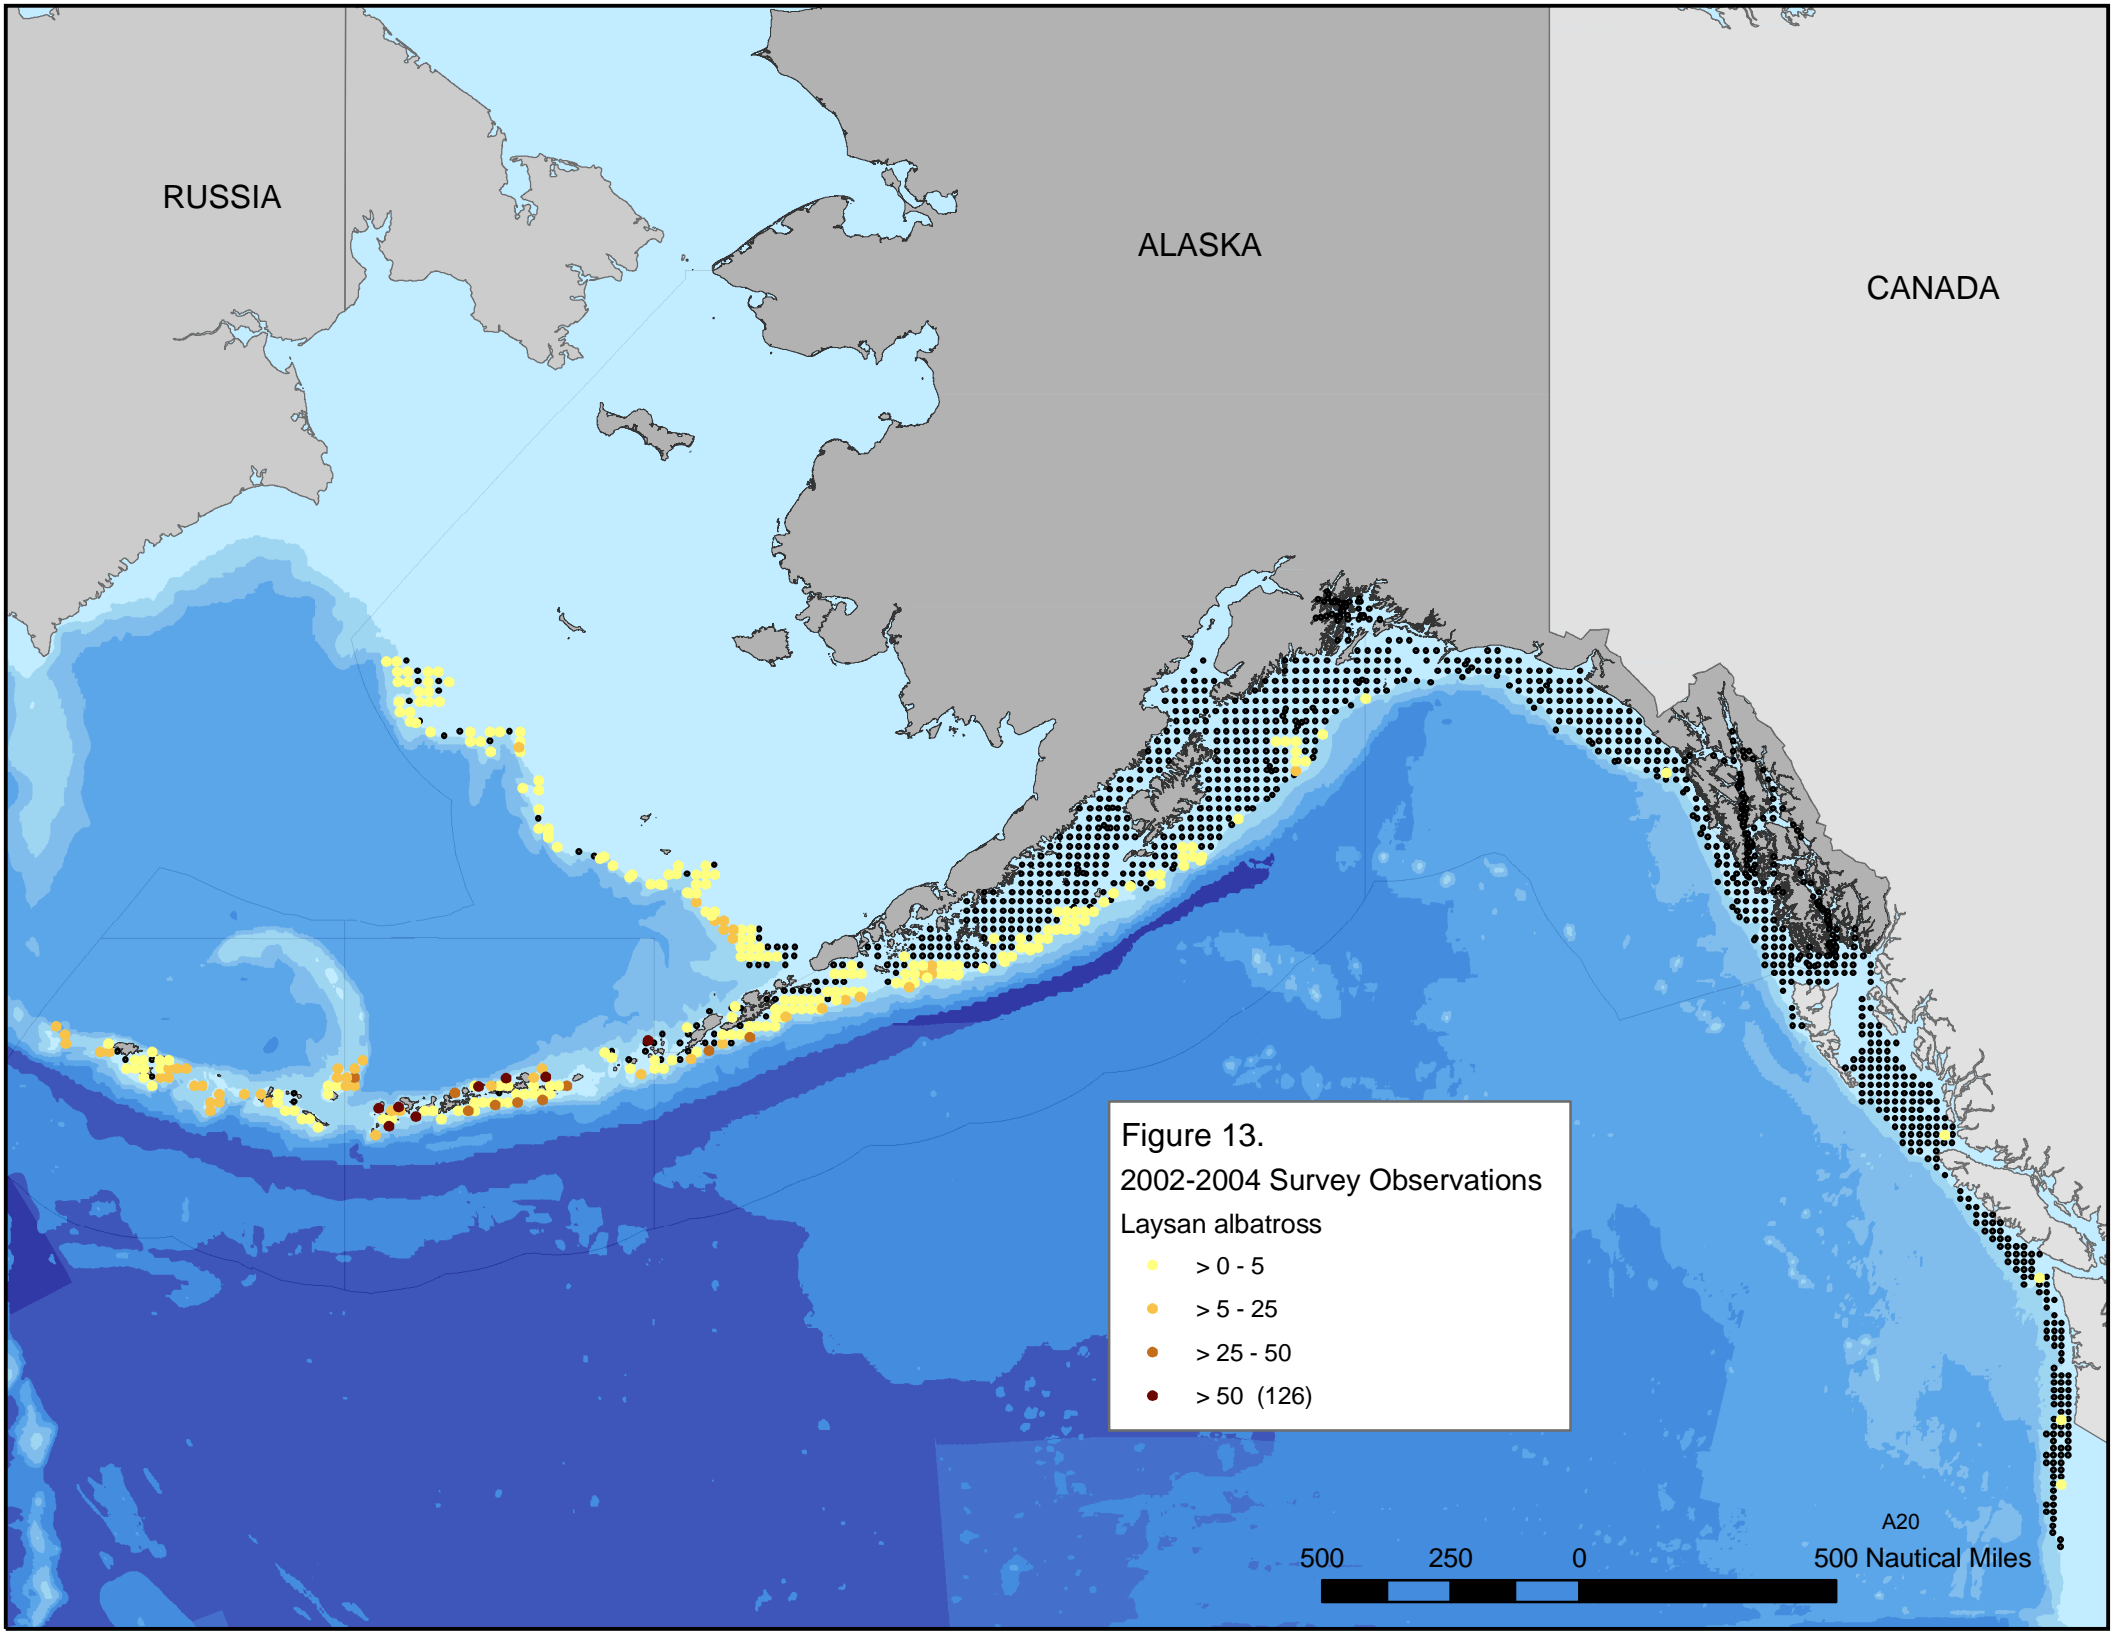 RUSSIA
ALASKA
CANADA
Figure 13.
2002-2004 Survey Observations
Laysan albatross
> 0 - 5
> 5 - 25
> 25 - 50
> 50 (126)
A20
500 250 0 500 Nautical Miles